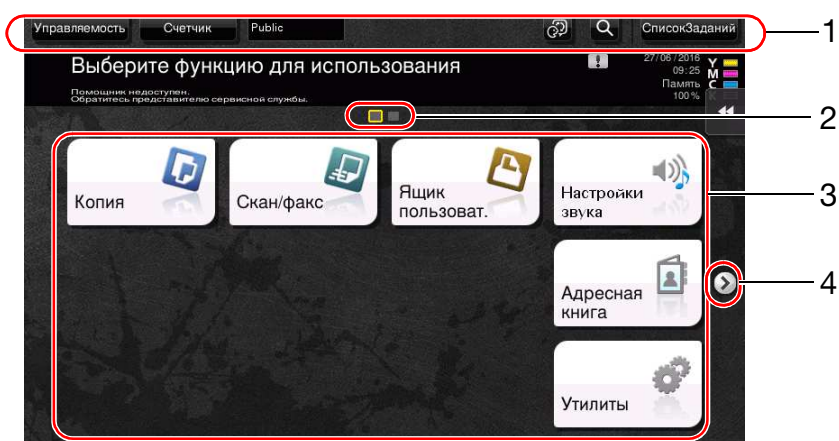 Управляемость Счетчик Public СписокЗаданий 1
Выберите функцию для использования
27/06/2016
09:25
Память
100 %
Y
M
C
K
Помощник недоступен.
Обратитесь представителю сервисной службы.
2
Копия
Скан/факс
Ящик
пользоват.
Настройки
звука
3
Адресная
книга
4
Утилиты